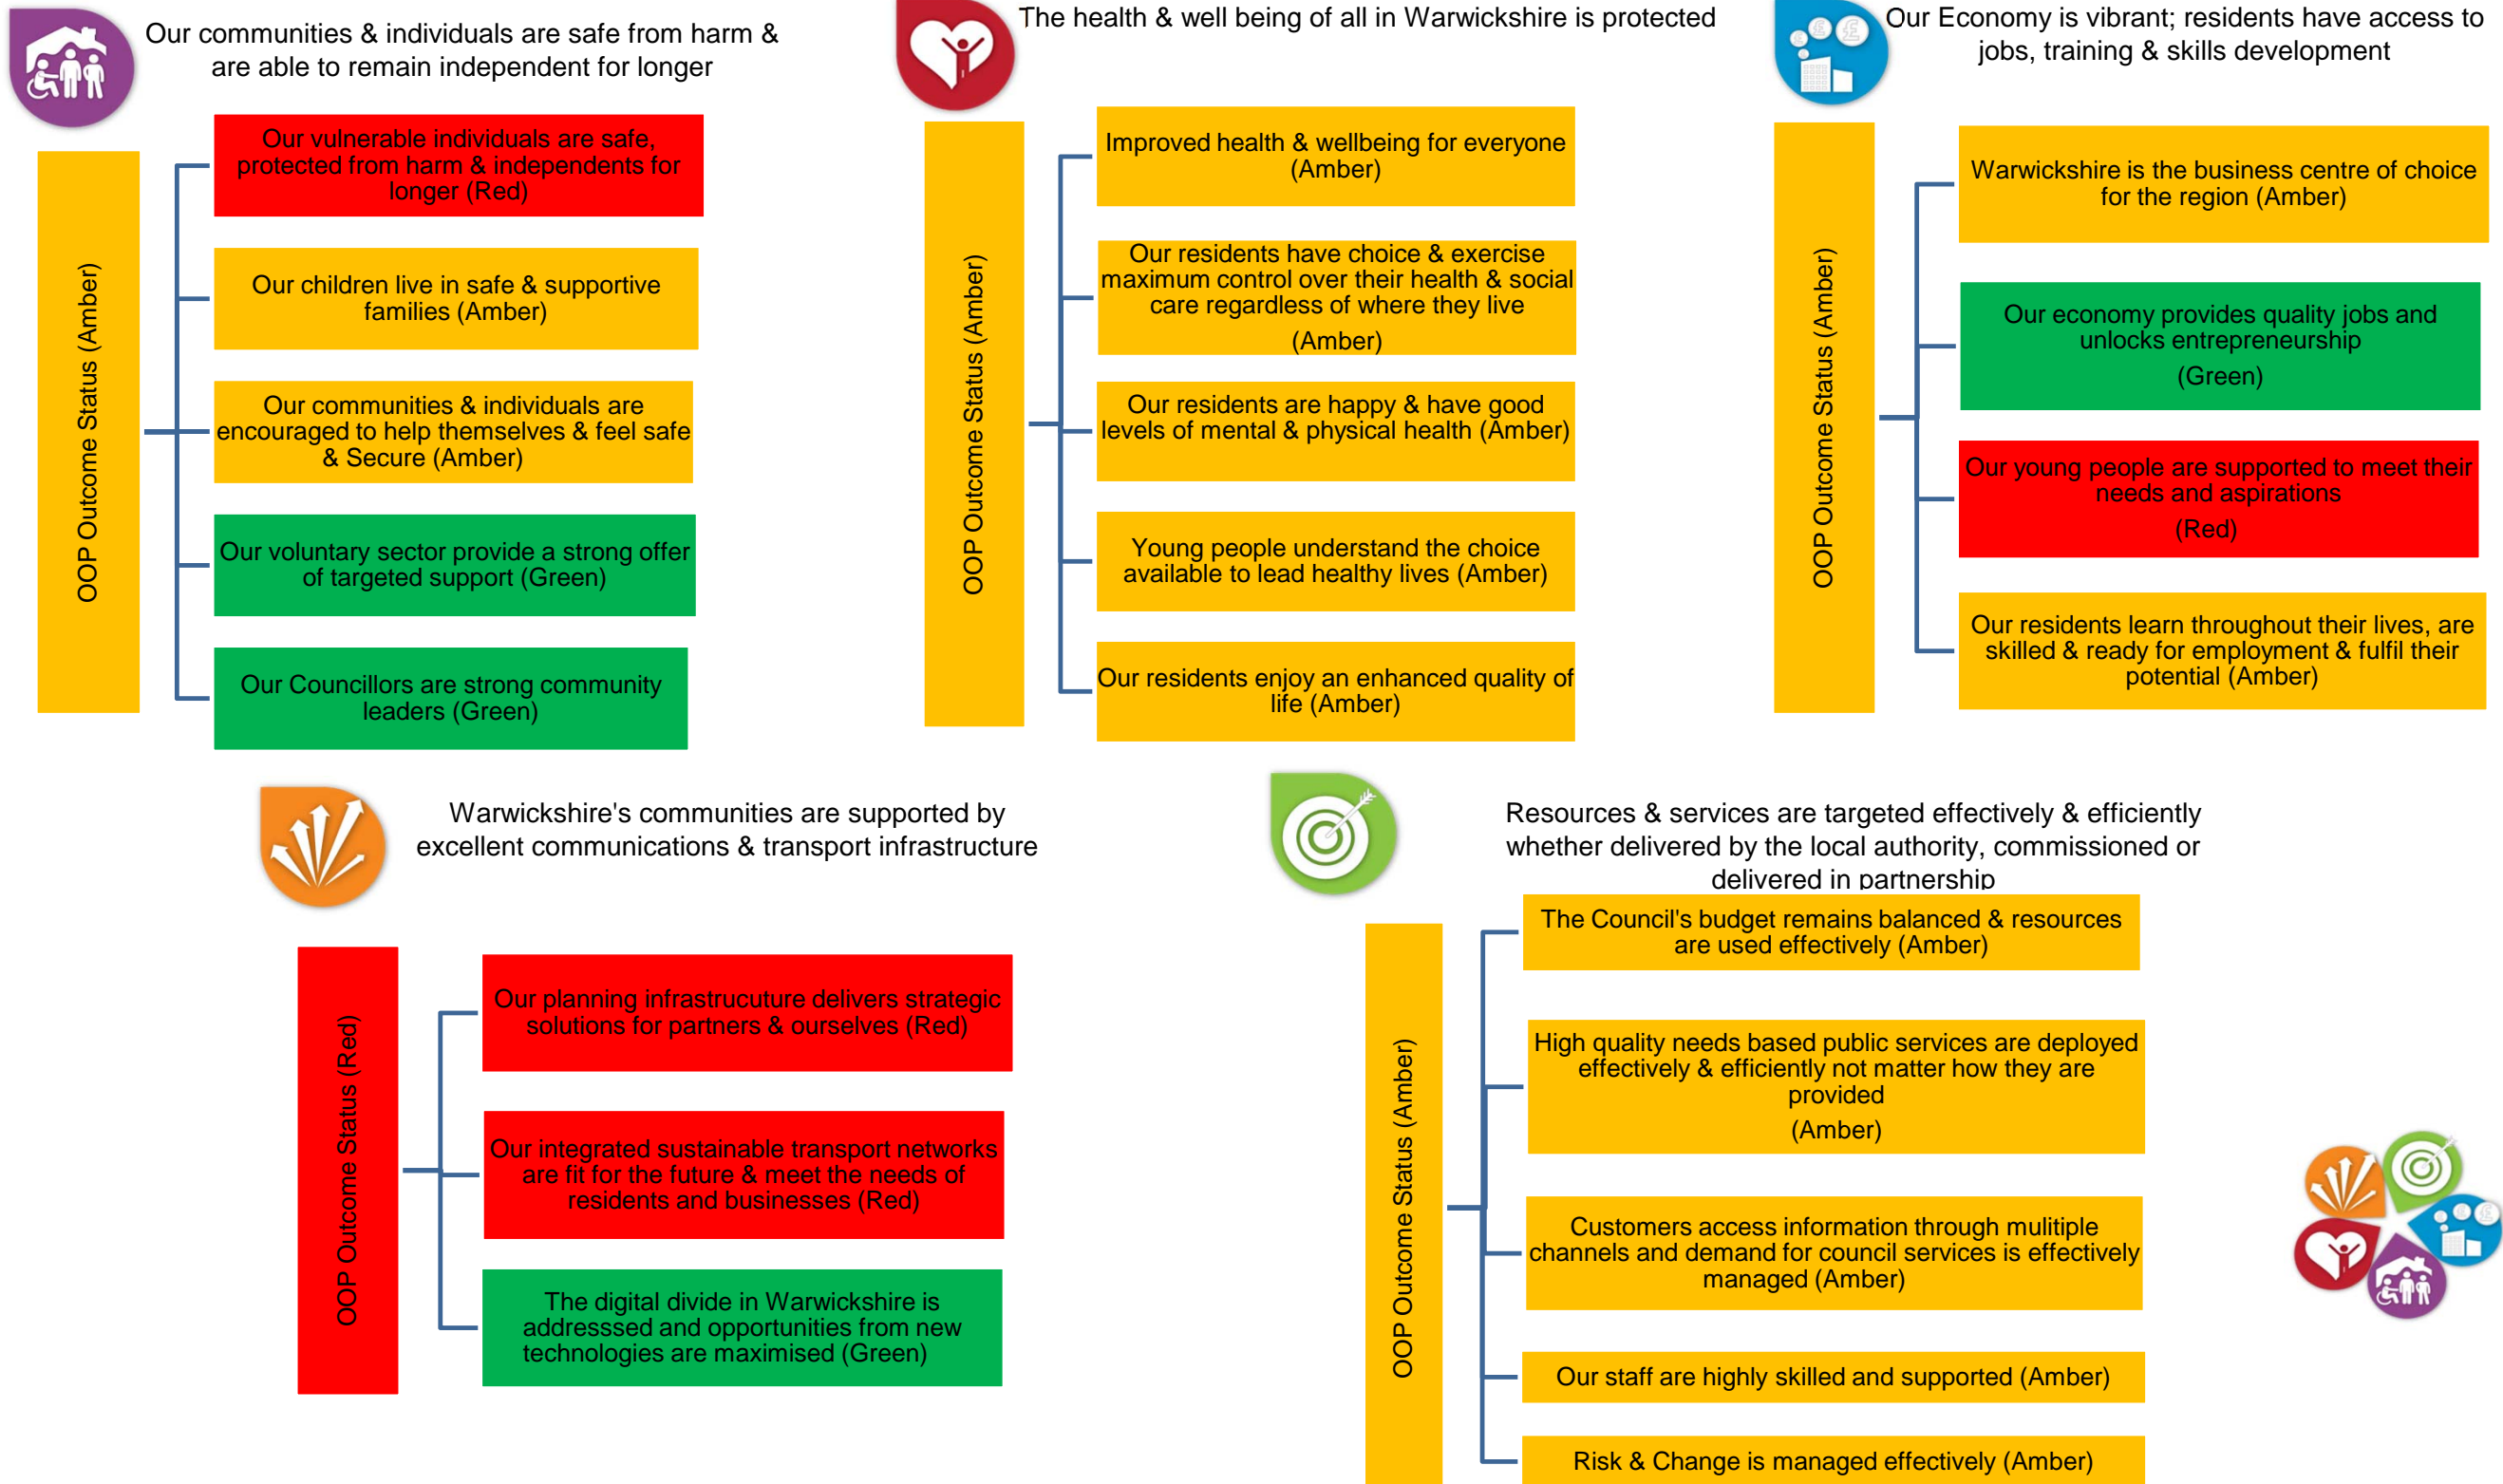 Our communities & individuals are safe from harm &
are able to remain independent for longer
OOP Outcome Status (Amber)
Our vulnerable individuals are safe,
protected from harm & independents for
longer (Red)
Our children live in safe & supportive
families (Amber)
Our communities & individuals are
encouraged to help themselves & feel safe
& Secure (Amber)
Our voluntary sector provide a strong offer
of targeted support (Green)
Our Councillors are strong community
leaders (Green)
The health & well being of all in Warwickshire is protected
OOP Outcome Status (Amber)
Improved health & wellbeing for everyone
(Amber)
Our residents have choice & exercise
maximum control over their health & social
care regardless of where they live
(Amber)
Our residents are happy & have good
levels of mental & physical health (Amber)
Young people understand the choice
available to lead healthy lives (Amber)
Our residents enjoy an enhanced quality of
life (Amber)
Our Economy is vibrant; residents have access to
jobs, training & skills development
OOP Outcome Status (Amber)
Warwickshire is the business centre of choice
for the region (Amber)
Our economy provides quality jobs and
unlocks entrepreneurship
(Green)
Our young people are supported to meet their
needs and aspirations
(Red)
Our residents learn throughout their lives, are
skilled & ready for employment & fulfil their
potential (Amber)
Warwickshire's communities are supported by
excellent communications & transport infrastructure
OOP Outcome Status (Red)
Our planning infrastrucuture delivers strategic
solutions for partners & ourselves (Red)
Our integrated sustainable transport networks
are fit for the future & meet the needs of
residents and businesses (Red)
The digital divide in Warwickshire is
addresssed and opportunities from new
technologies are maximised (Green)
Resources & services are targeted effectively & efficiently
whether delivered by the local authority, commissioned or
delivered in partnership
OOP Outcome Status (Amber)
The Council's budget remains balanced & resources
are used effectively (Amber)
High quality needs based public services are deployed
effectively & efficiently not matter how they are
provided
(Amber)
Customers access information through mulitiple
channels and demand for council services is effectively
managed (Amber)
Our staff are highly skilled and supported (Amber)
Risk & Change is managed effectively (Amber)